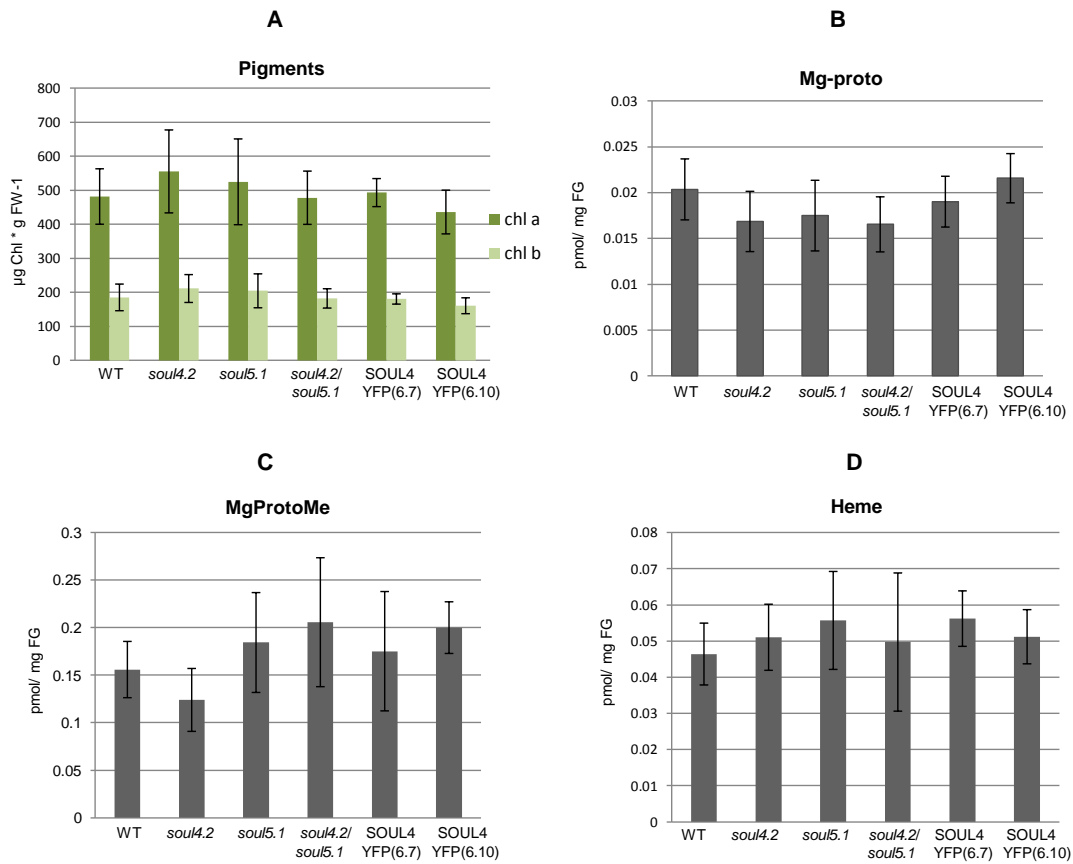 A
Pigments
µg Chl * g FW-1
800
700
600
500
400
300
200
100
0
WT
soul4.2
soul5.1
soul4.2/
soul5.1
SOUL4
YFP(6.7)
SOUL4
YFP(6.10)
chl a
chl b
B
Mg-proto
pmol/ mg FG
0.03
0.025
0.02
0.015
0.01
0.005
0
WT
soul4.2
soul5.1
soul4.2/
soul5.1
SOUL4
YFP(6.7)
SOUL4
YFP(6.10)
C
MgProtoMe
pmol/ mg FG
0.3
0.25
0.2
0.15
0.1
0.05
0
WT
soul4.2
soul5.1
soul4.2/
soul5.1
SOUL4
YFP(6.7)
SOUL4
YFP(6.10)
D
Heme
pmol/ mg FG
0.08
0.07
0.06
0.05
0.04
0.03
0.02
0.01
0
WT
soul4.2
soul5.1
soul4.2/
soul5.1
SOUL4
YFP(6.7)
SOUL4
YFP(6.10)